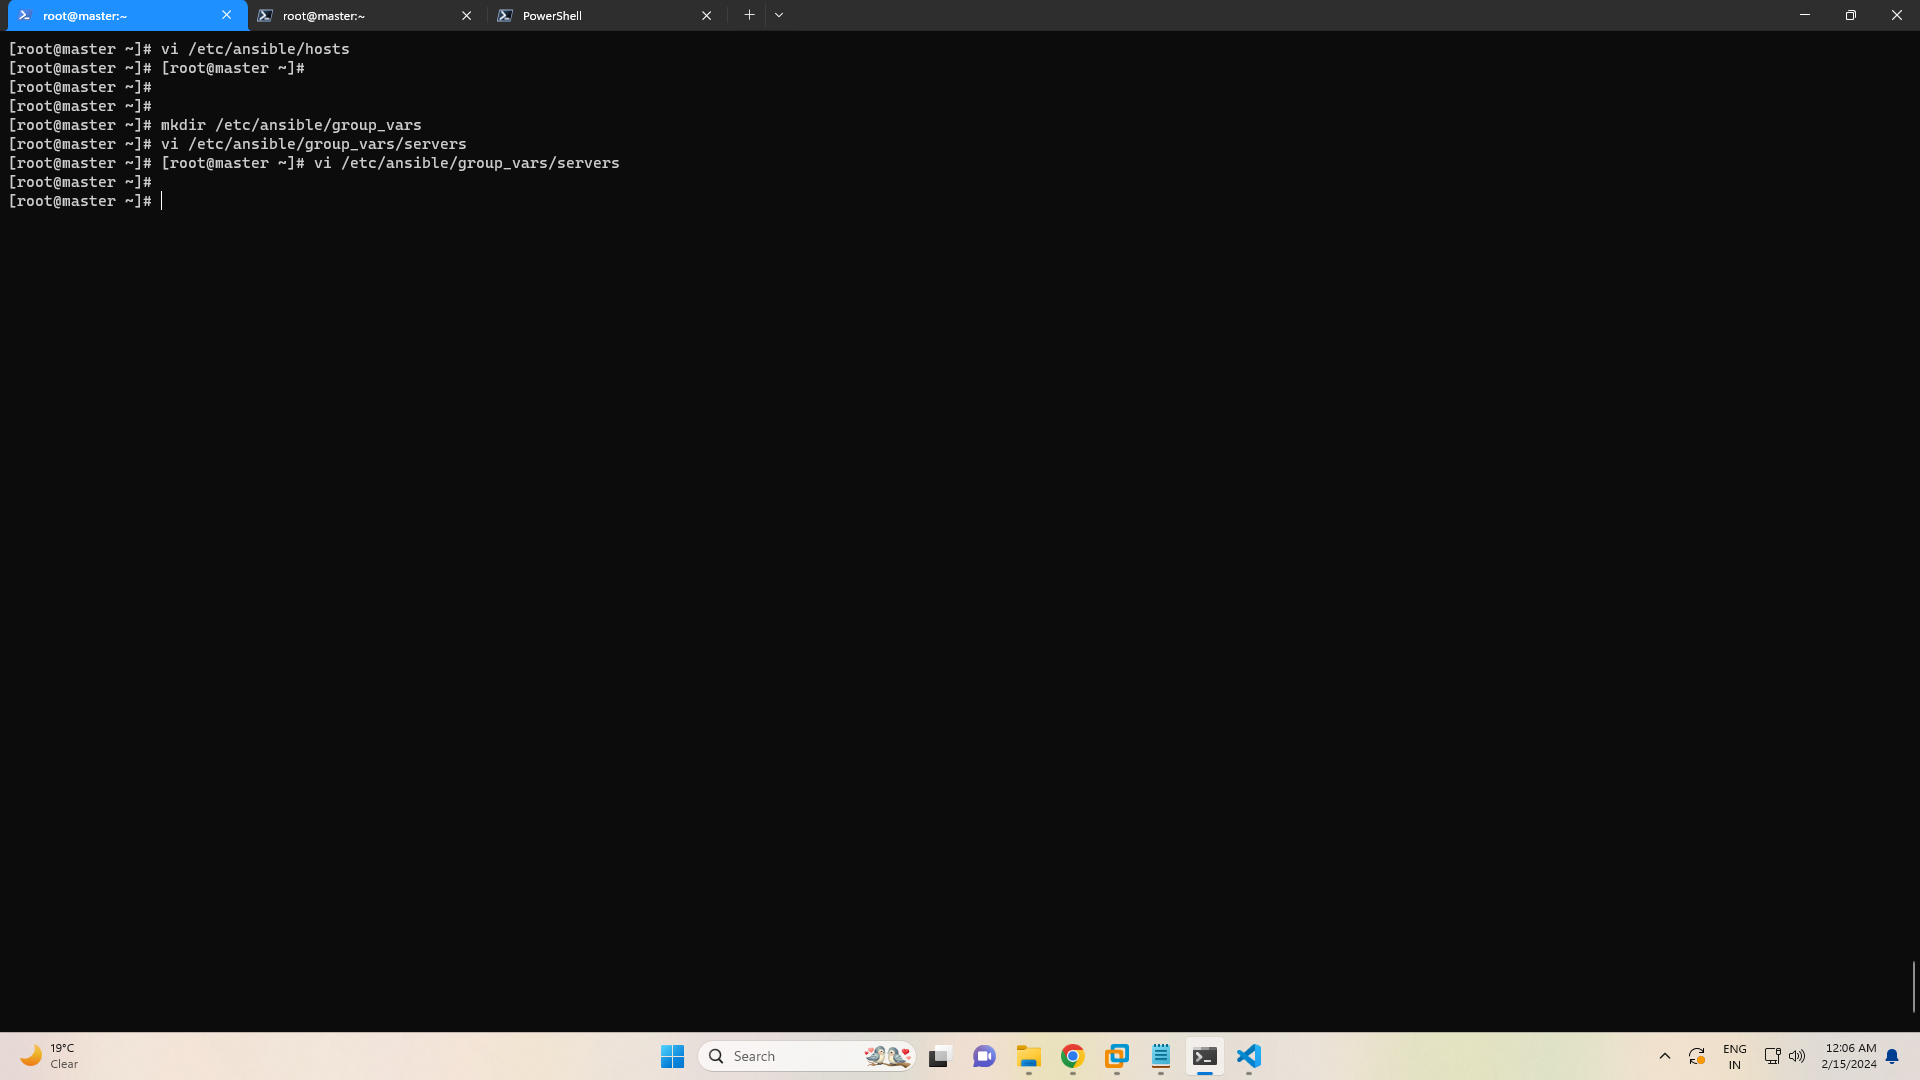 root@master:~
root@master:~
PowerShell
[root@master ~]# vi /etc/ansible/hosts
[root@master ~]# [root@master ~]#
[root@master ~]#
[root@master ~]#
[root@master ~]# mkdir /etc/ansible/group_vars
[root@master ~]# vi /etc/ansible/group_vars/servers
[root@master ~]# [root@master ~]# vi /etc/ansible/group_vars/servers
[root@master ~]#
[root@master ~]#
19°C
Clear
Search
ENG
IN
12:06 AM
2/15/2024